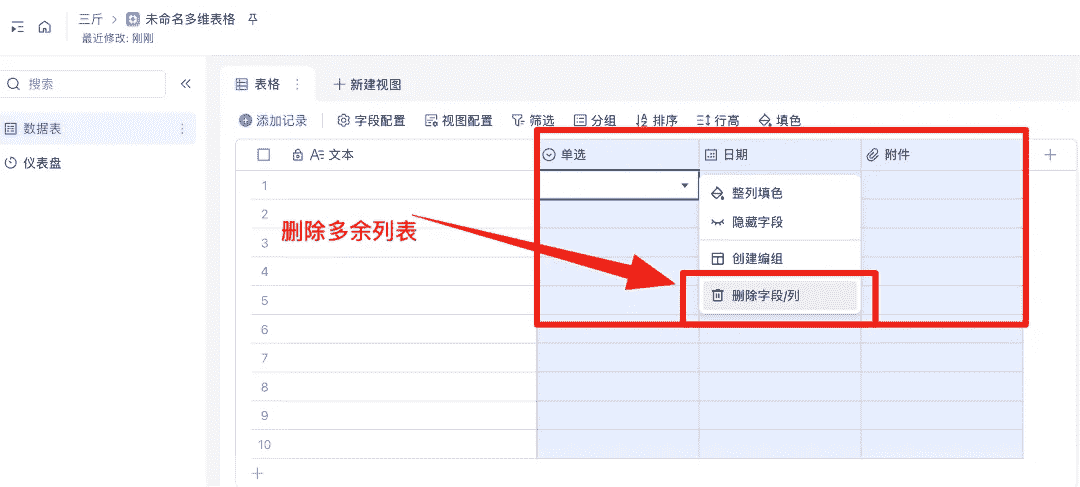 三斤 > 未命名多维表格
最近修改: 刚刚
搜索
数据表
仪表盘
表格
新建视图
添加记录 字段配置 视图配置 筛选 分组 排序 行高 填色
A 文本 单选 日期 附件
1
2
3
4
5
6
7
8
9
10
整列填色
隐藏字段
创建编组
删除字段/列
删除多余列表